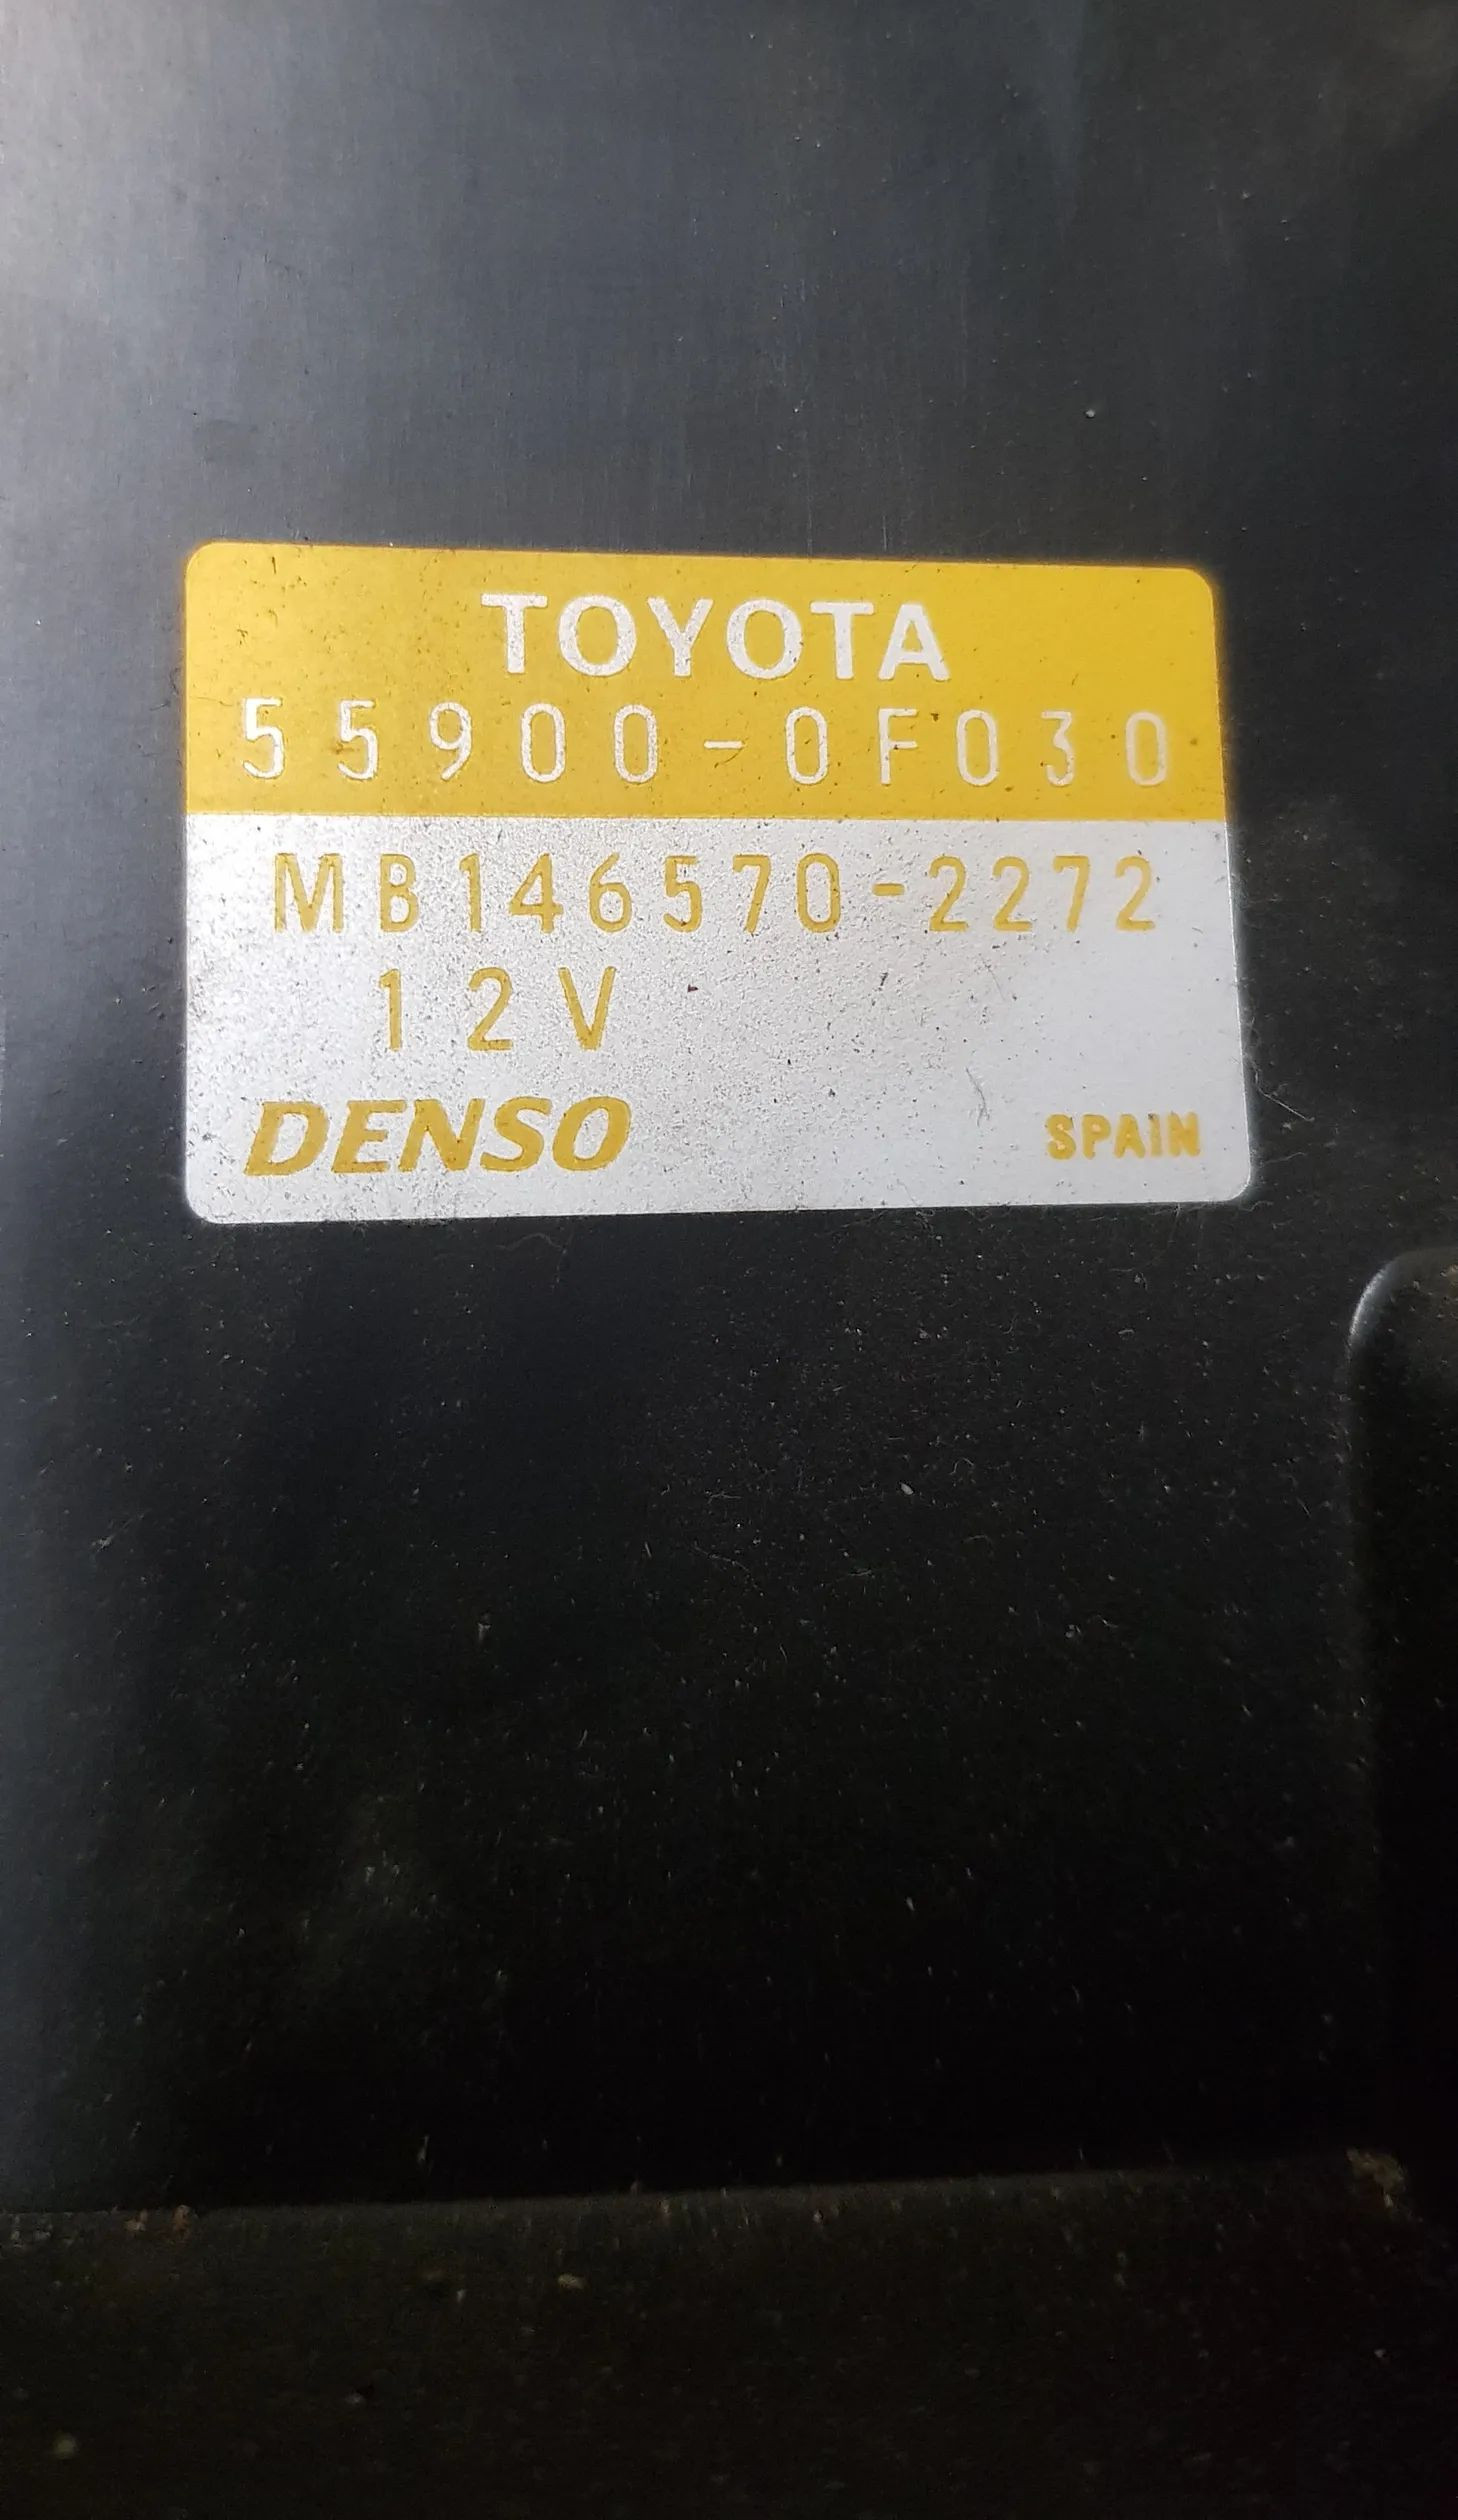 TOYOTA
55900-0F030
MB146570-2272
12V
DENSO SPAIN